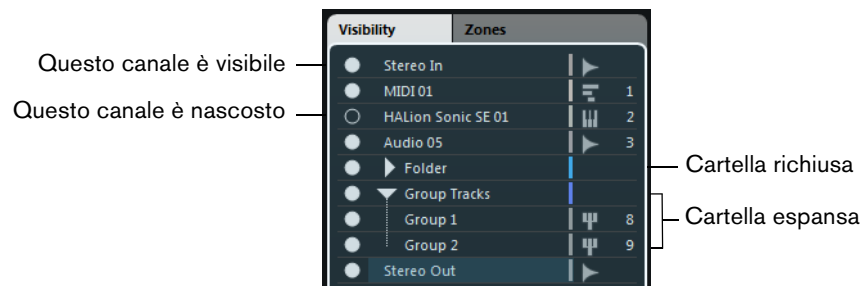 Visibility Zones
Questo canale è visibile
Stereo In
MIDI 01 1
Questo canale è nascosto
HALion Sonic SE 01 2
Audio 05 3
Folder
Cartella richiusa
Group Tracks
Group 1 8
Cartella espansa
Group 2 9
Stereo Out